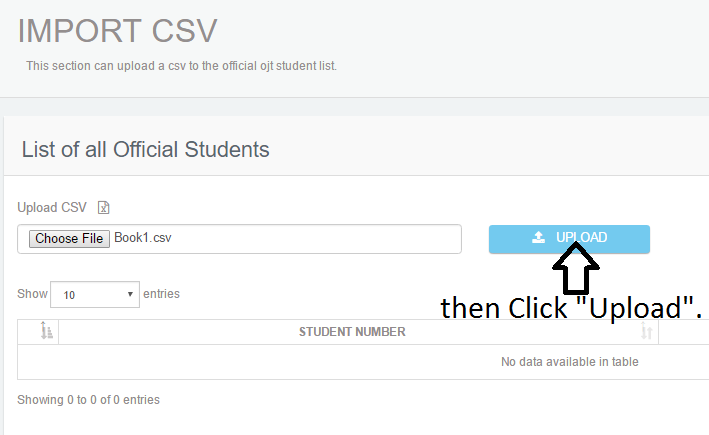 IMPORT CSV
This section can upload a csv to the official ojt student list.
List of all Official Students
Upload CSV
Choose File Book1.csv
UPLOAD
Show 10 entries
then Click "Upload".
STUDENT NUMBER
No data available in table
Showing 0 to 0 of 0 entries